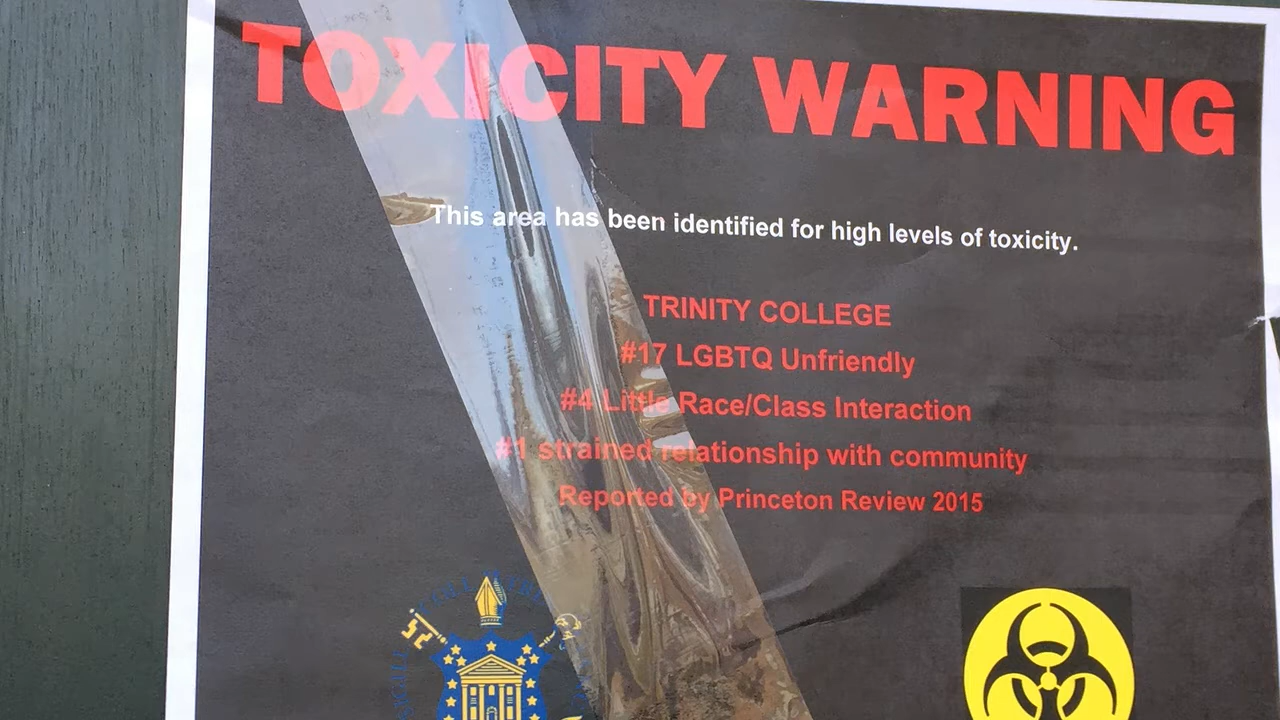 TOXICITY WARNING
This area has been identified for high levels of toxicity.
TRINITY COLLEGE
#17 LGBTQ Unfriendly
#4 Little Race/Class Interaction
#1 strained relationship with community
Reported by Princeton Review 2015